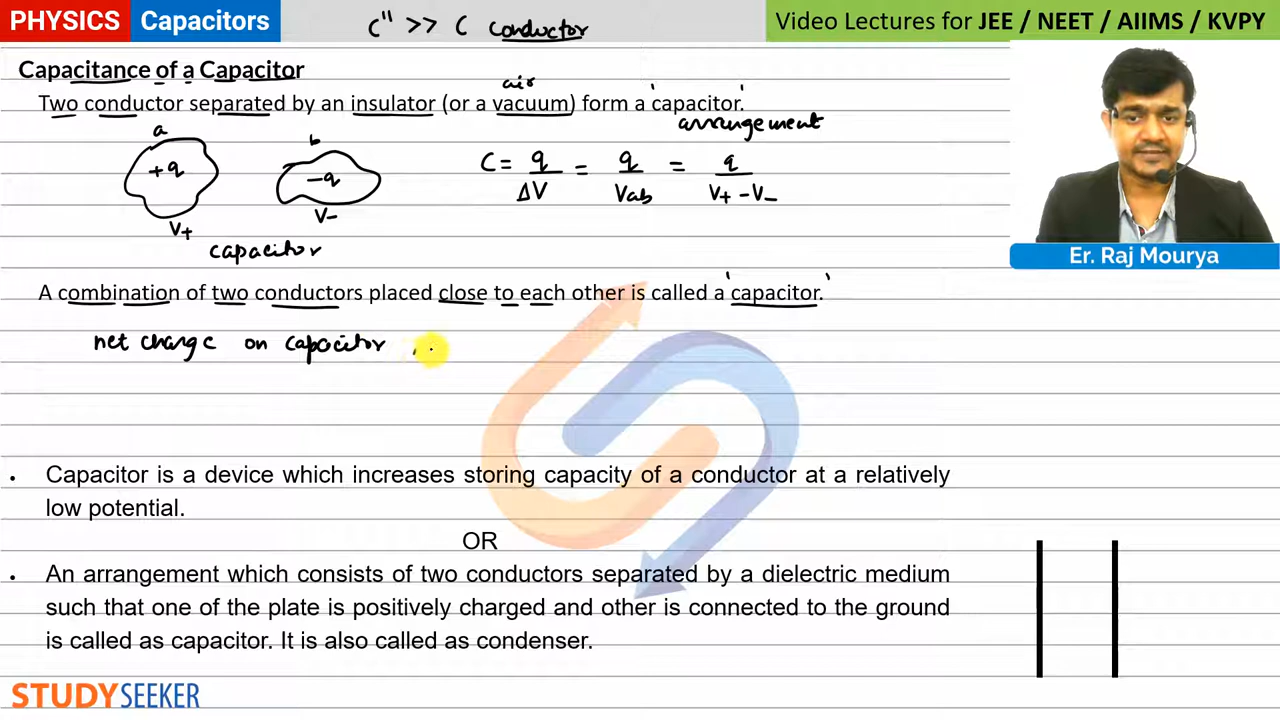 PHYSICS Capacitors C" >> C conductor Video Lectures for JEE / NEET / AIIMS / KVPY
Capacitance of a Capacitor
air
Two conductor separated by an insulator (or a vacuum) form a 'capacitor'.
arrangement
a b
+q -q C = q/ΔV = q/Vab = q/V+ - V-
V+ V-
capacitor
Er. Raj Mourya
A combination of two conductors placed close to each other is called a 'capacitor.'
net charge on capacitor
• Capacitor is a device which increases storing capacity of a conductor at a relatively
low potential.
OR
• An arrangement which consists of two conductors separated by a dielectric medium
such that one of the plate is positively charged and other is connected to the ground
is called as capacitor. It is also called as condenser.
STUDYSEEKER